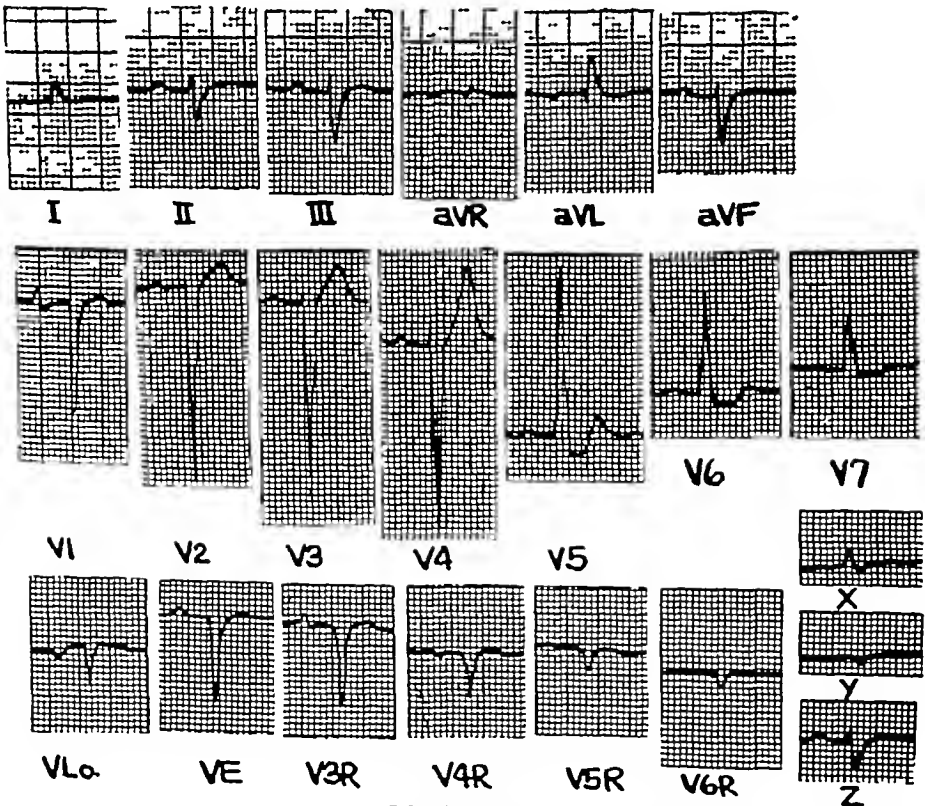 I II III aVR aVL aVF
V1 V2 V3 V4 V5 V6 V7
X
Y
VLa VE V3R V4R V5R V6R Z